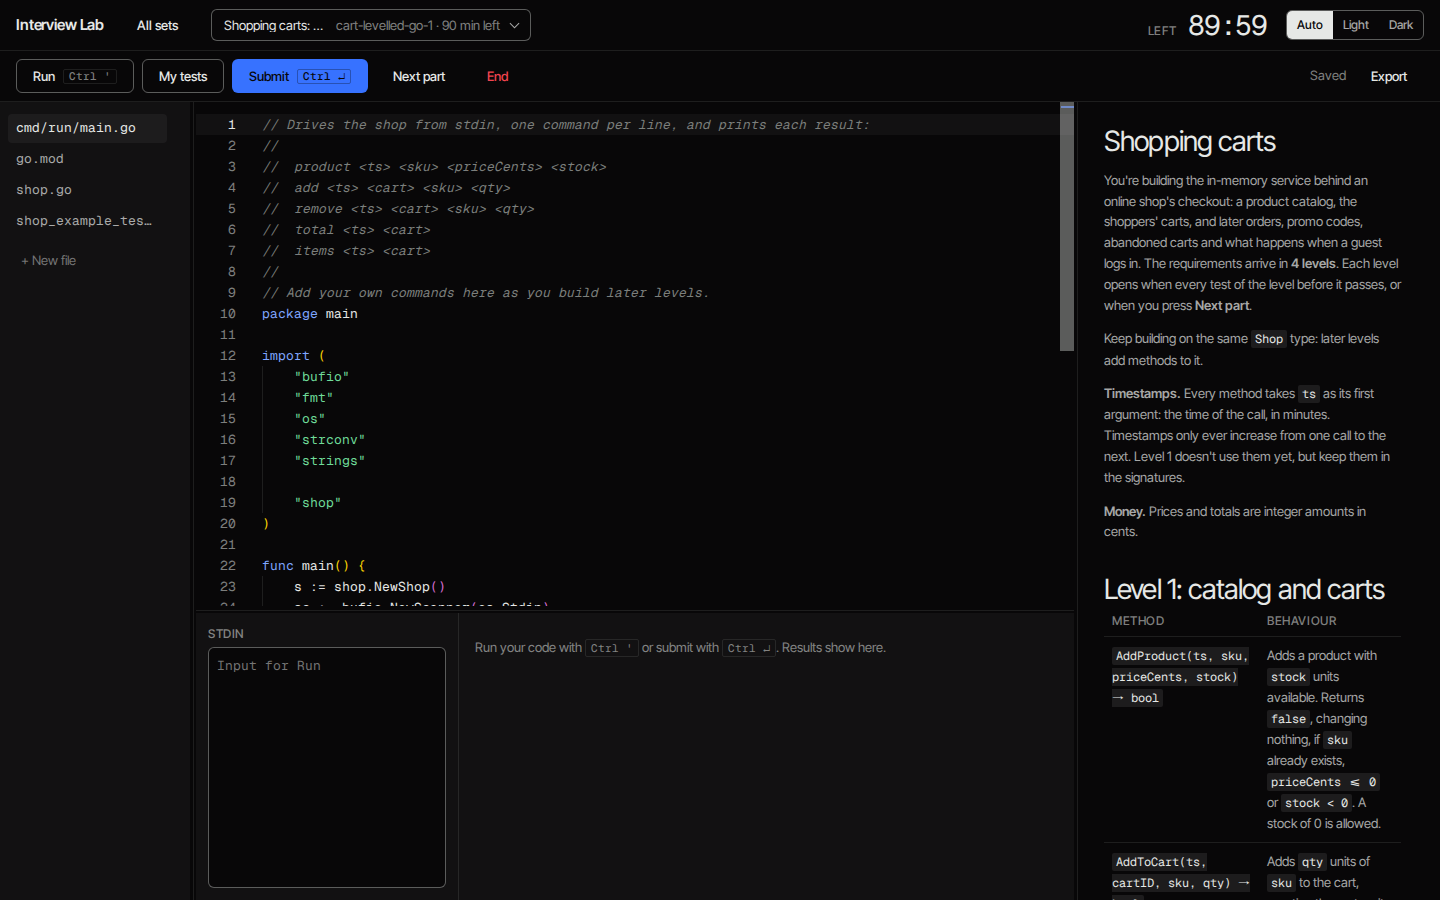 Interview Lab
All sets
Shopping carts: ... cart-levelled-go-1 · 90 min left
LEFT 89:59
Auto Light Dark
Run Ctrl '
My tests
Submit Ctrl ↵
Next part
End
Saved
Export
cmd/run/main.go
go.mod
shop.go
shop_example_tes…
+ New file
1 // Drives the shop from stdin, one command per line, and prints each result:
2 //
3 //  product <ts> <sku> <priceCents> <stock>
4 //  add <ts> <cart> <sku> <qty>
5 //  remove <ts> <cart> <sku> <qty>
6 //  total <ts> <cart>
7 //  items <ts> <cart>
8 //
9 // Add your own commands here as you build later levels.
10 package main
11
12 import (
13     "bufio"
14     "fmt"
15     "os"
16     "strconv"
17     "strings"
18
19     "shop"
20 )
21
22 func main() {
23     s := shop.NewShop()
STDIN
Input for Run
Run your code with Ctrl ' or submit with Ctrl ↵. Results show here.
Shopping carts
You're building the in-memory service behind an
online shop's checkout: a product catalog, the
shoppers' carts, and later orders, promo codes,
abandoned carts and what happens when a guest
logs in. The requirements arrive in 4 levels. Each level
opens when every test of the level before it passes, or
when you press Next part.
Keep building on the same Shop type: later levels
add methods to it.
Timestamps. Every method takes ts as its first
argument: the time of the call, in minutes.
Timestamps only ever increase from one call to the
next. Level 1 doesn't use them yet, but keep them in
the signatures.
Money. Prices and totals are integer amounts in
cents.
Level 1: catalog and carts
METHOD BEHAVIOUR
AddProduct(ts, sku,
priceCents, stock)
→ bool
Adds a product with
stock units
available. Returns
false, changing
nothing, if sku
already exists,
priceCents ≤ 0
or stock < 0. A
stock of 0 is allowed.
AddToCart(ts,
cartID, sku, qty) →
Adds qty units of
sku to the cart,